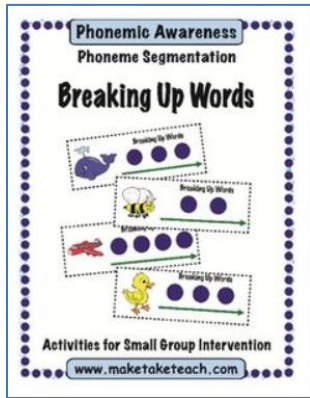 Phonemic Awareness
Phoneme Segmentation
Breaking Up Words
Breaking Up Words
Breaking Up Words
Breaking Up Words
Activities for Small Group Intervention
www.maketaketeach.com